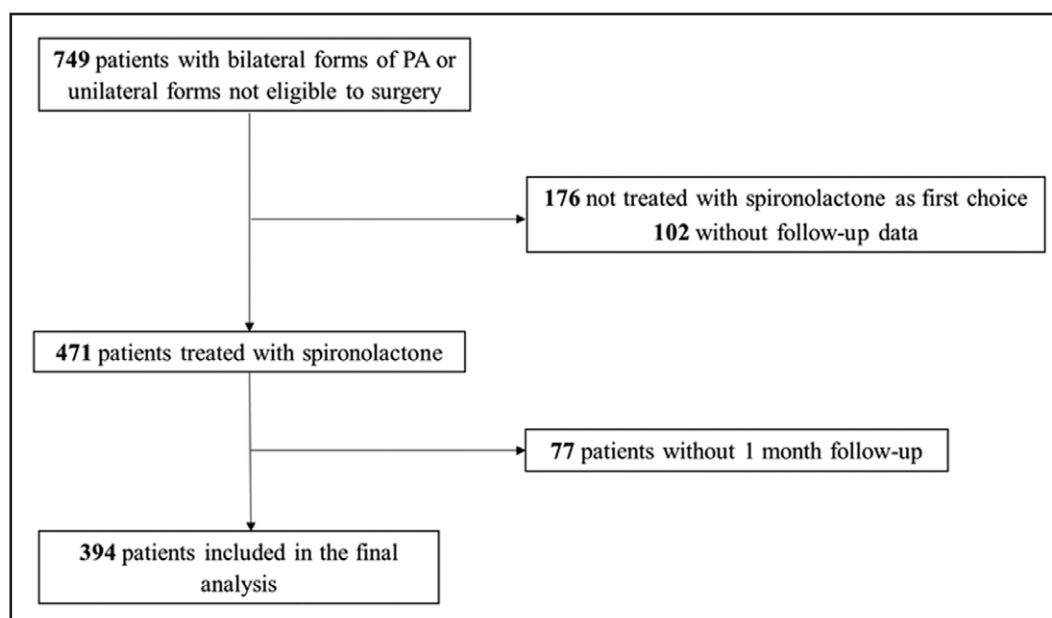 749 patients with bilateral forms of PA or
unilateral forms not eligible to surgery
176 not treated with spironolactone as first choice
102 without follow-up data
471 patients treated with spironolactone
77 patients without 1 month follow-up
394 patients included in the final
analysis